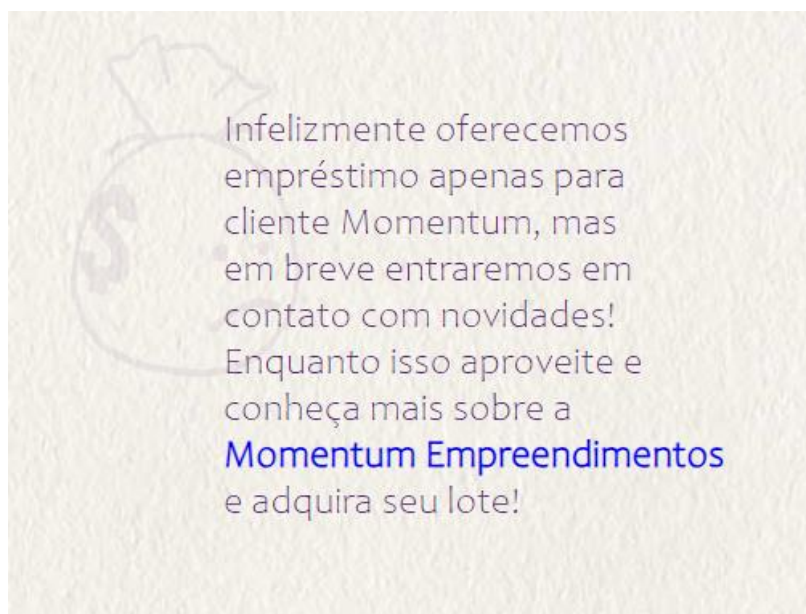 Infelizmente oferecemos
empréstimo apenas para
cliente Momentum, mas
em breve entraremos em
contato com novidades!
Enquanto isso aproveite e
conheça mais sobre a
Momentum Empreendimentos
e adquira seu lote!
$